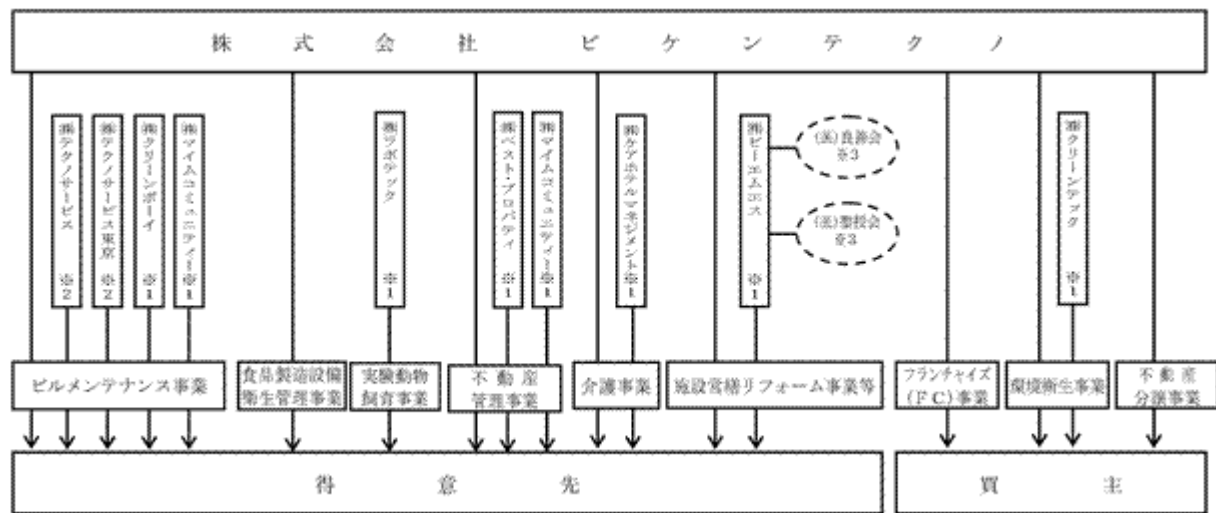 株式会社ビケンテクノ
㈱テクノサービス ※2
㈱テクノサービス東京 ※2
㈱クリーンボーイ ※1
㈱マイムコミュニティー ※1
㈱ラボテック ※1
㈱ベスト・プロパティ ※1
㈱マイムコミュニティー ※1
㈱ケアホテルマネジメント ※1
㈱ビーエムエス ※1
(医)良善会
※3
(医)聖授会
※3
㈱クリーンテック ※1
ビルメンテナンス事業
食品製造設備
衛生管理事業
実験動物
飼育事業
不動産
管理事業
介護事業
施設営繕リフォーム事業等
フランチャイズ
(FC)事業
環境衛生事業
不動産
分譲事業
得意先
買主